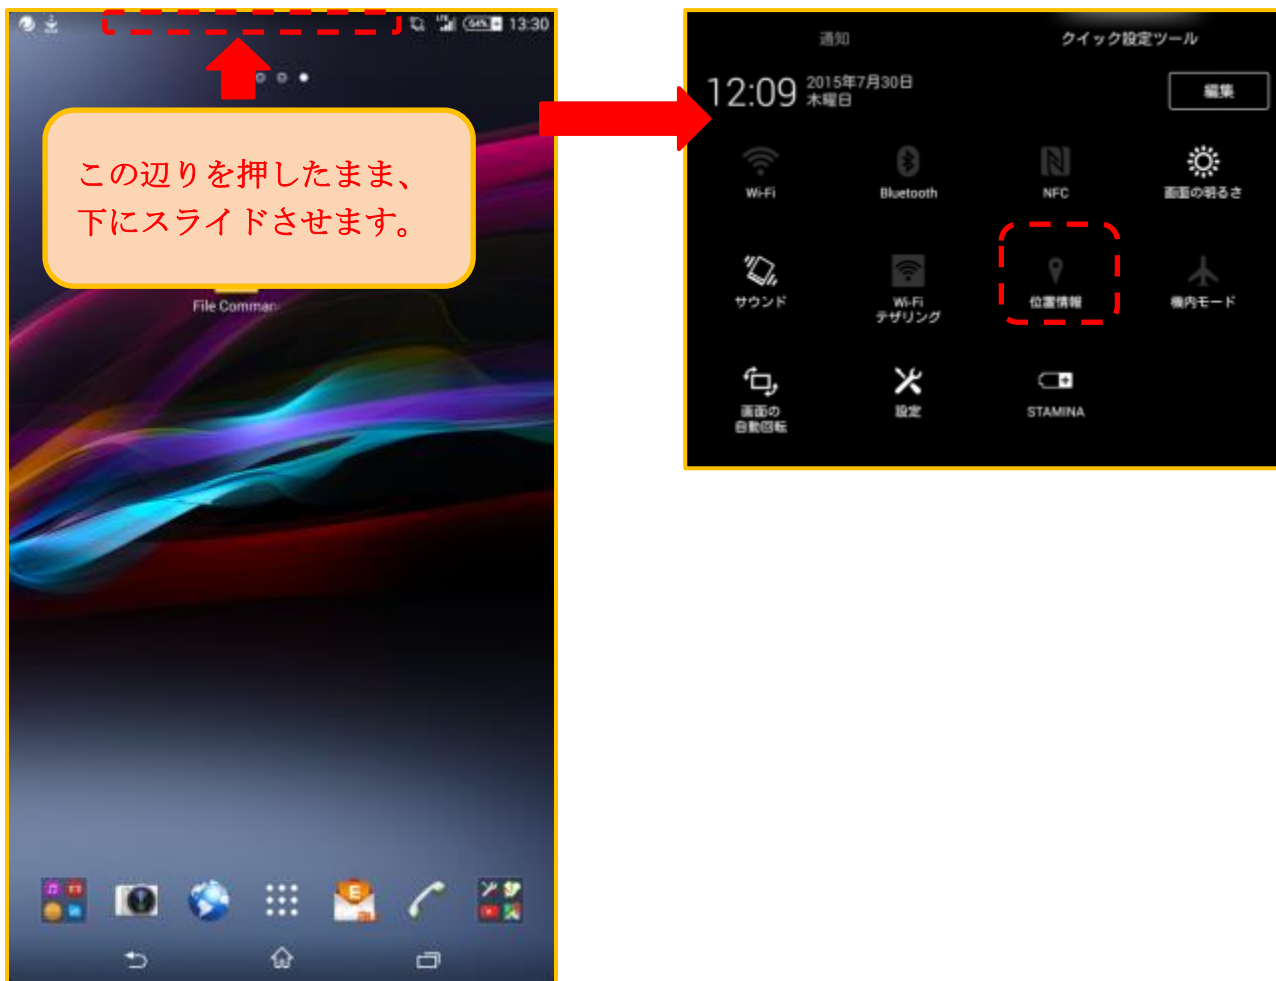 13:30
この辺りを押したまま、
下にスライドさせます。
File Comman
通知
クイック設定ツール
12:09
2015年7月30日
木曜日
編集
Wi-Fi
Bluetooth
NFC
画面の明るさ
サウンド
Wi-Fi
テザリング
位置情報
機内モード
画面の
自動回転
設定
STAMINA